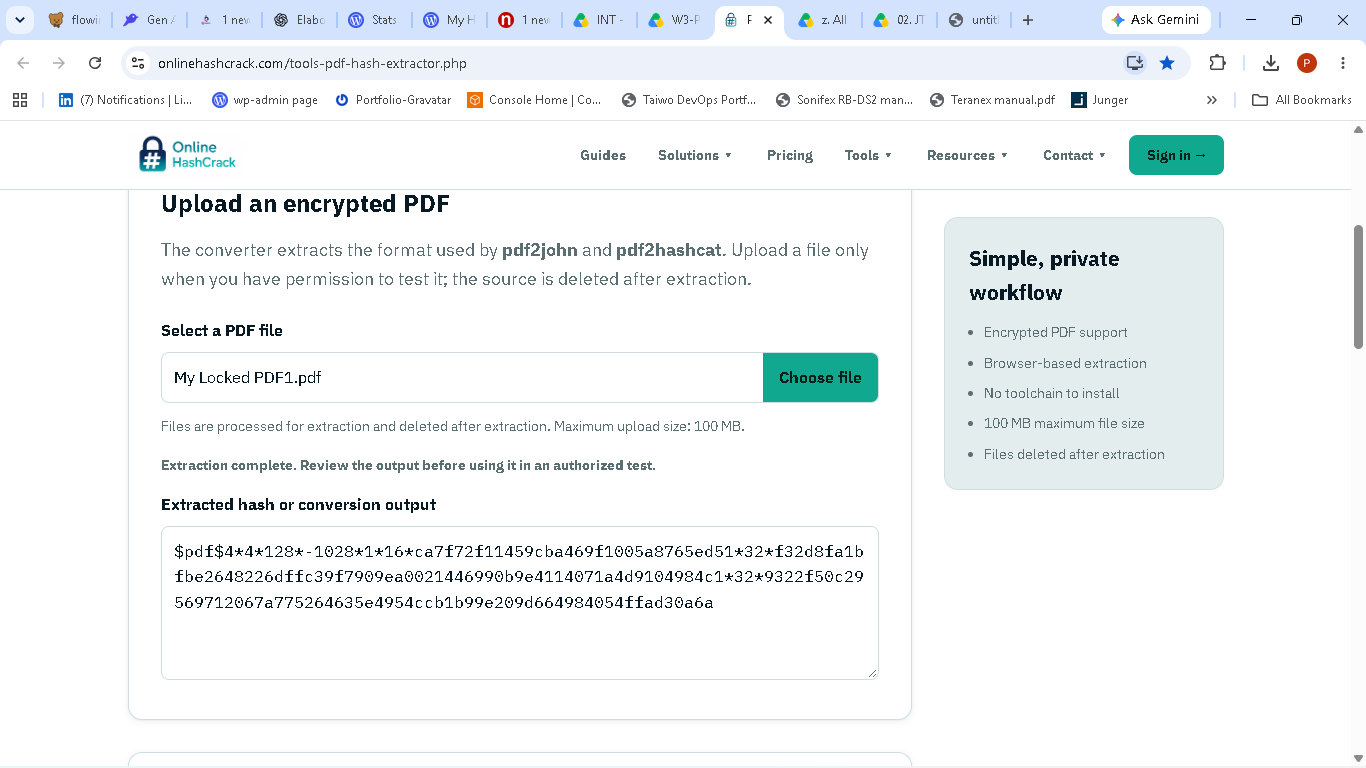 flowi
Gen A
1 new
Elabo
Stats
My H
1 new
INT -
W3-P
z. All
02. JT
untitl
Ask Gemini
onlinehashcrack.com/tools-pdf-hash-extractor.php
P
(7) Notifications | Li...
wp-admin page
Portfolio-Gravatar
Console Home | Co...
Taiwo DevOps Portf...
Sonifex RB-DS2 man...
Teranex manual.pdf
Junger
All Bookmarks
Online
HashCrack
Guides
Solutions
Pricing
Tools
Resources
Contact
Sign in →
Upload an encrypted PDF
The converter extracts the format used by pdf2john and pdf2hashcat. Upload a file only
when you have permission to test it; the source is deleted after extraction.
Select a PDF file
My Locked PDF1.pdf
Choose file
Files are processed for extraction and deleted after extraction. Maximum upload size: 100 MB.
Extraction complete. Review the output before using it in an authorized test.
Extracted hash or conversion output
$pdf$4*4*128*-1028*1*16*ca7f72f11459cba469f1005a8765ed51*32*f32d8fa1b
fbe2648226dffc39f7909ea0021446990b9e4114071a4d9104984c1*32*9322f50c29
569712067a775264635e4954ccb1b99e209d664984054ffad30a6a
Simple, private
workflow
Encrypted PDF support
Browser-based extraction
No toolchain to install
100 MB maximum file size
Files deleted after extraction